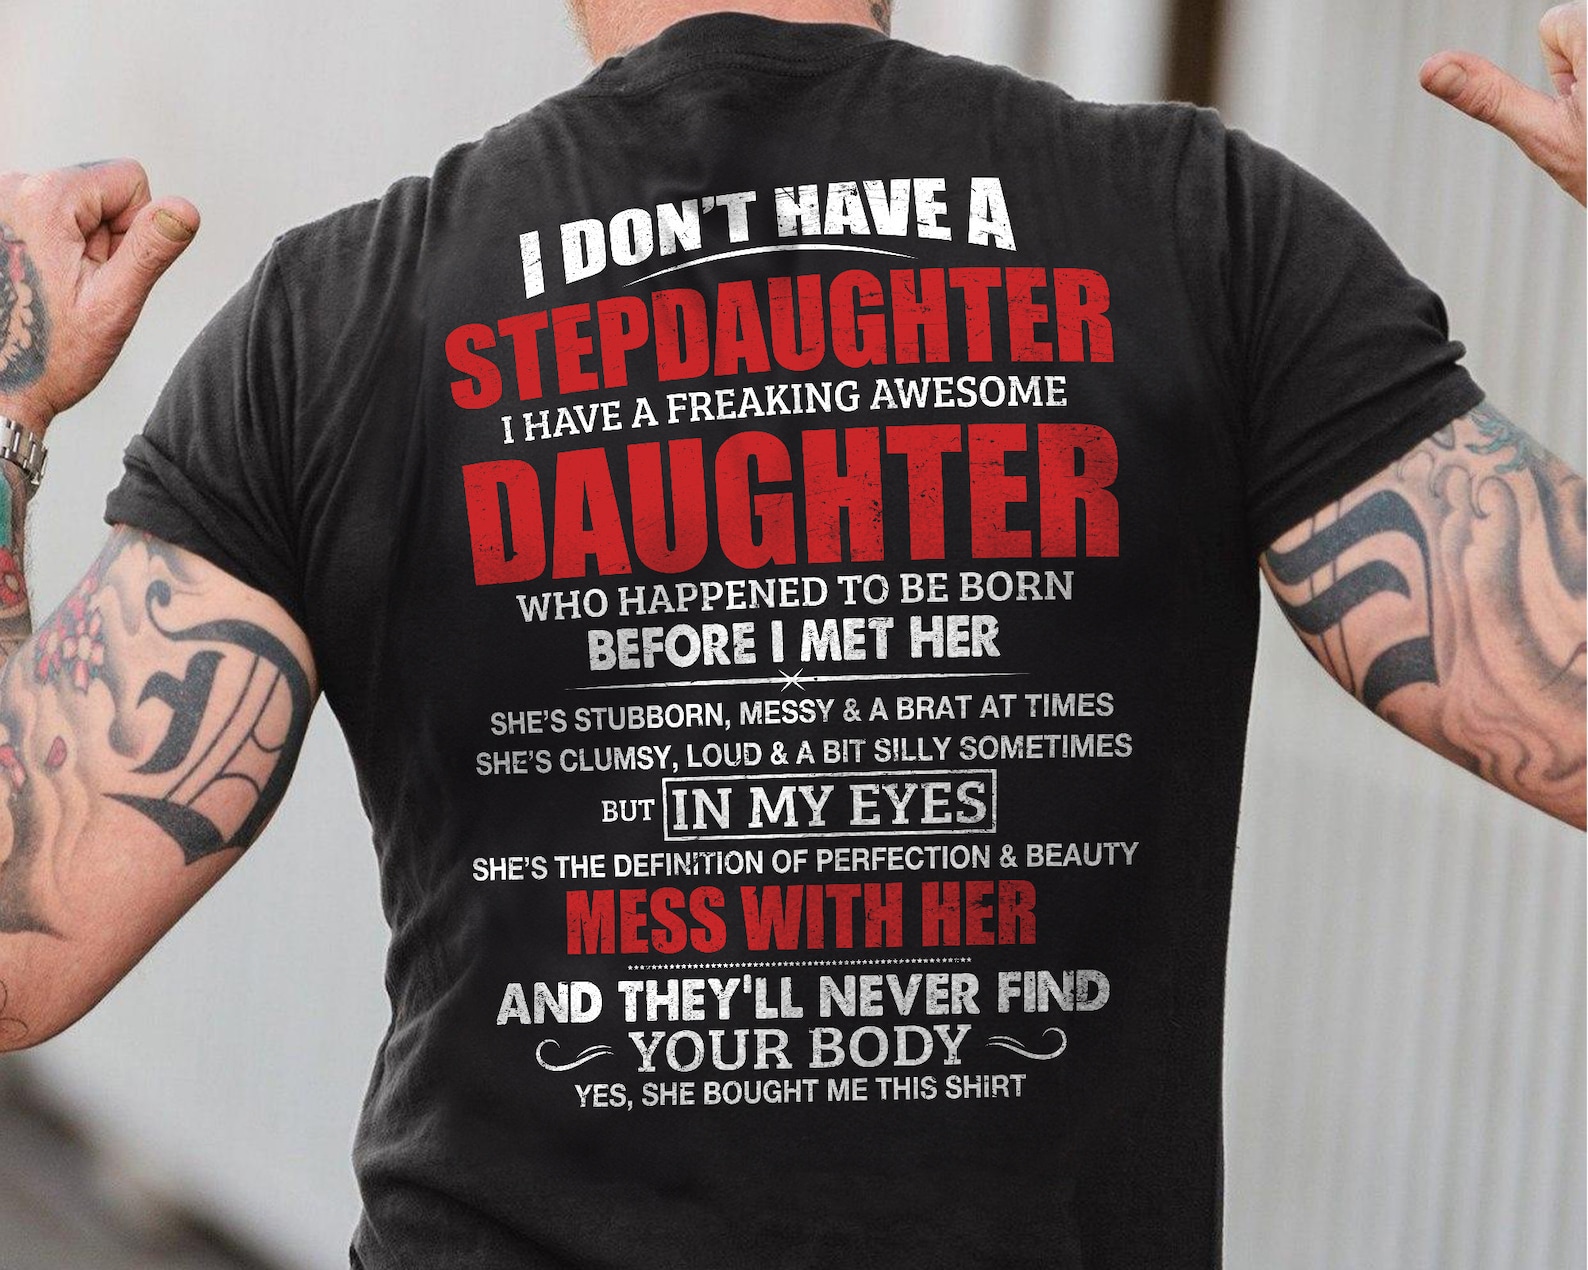 I DON'T HAVE A
STEPDAUGHTER
I HAVE A FREAKING AWESOME
DAUGHTER
WHO HAPPENED TO BE BORN
BEFORE I MET HER
SHE'S STUBBORN, MESSY & A BRAT AT TIMES
SHE'S CLUMSY, LOUD & A BIT SILLY SOMETIMES
BUT IN MY EYES
SHE'S THE DEFINITION OF PERFECTION & BEAUTY
MESS WITH HER
AND THEY'LL NEVER FIND
YOUR BODY
YES, SHE BOUGHT ME THIS SHiRT